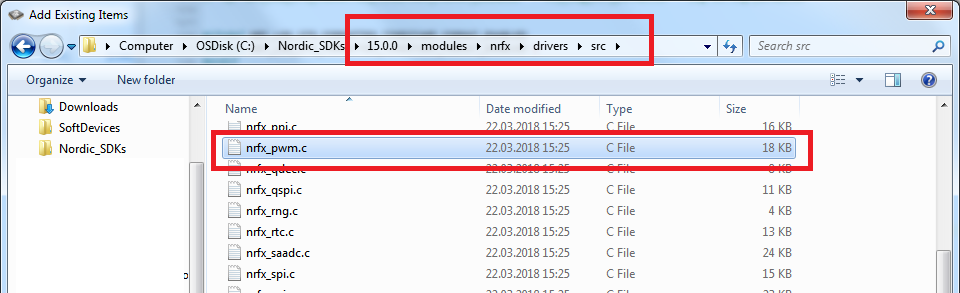 Add Existing Items
Computer OSDisk (C:) Nordic_SDKs 15.0.0 modules nrfx drivers src Search src
Organize New folder
Downloads
SoftDevices
Nordic_SDKs
Name Date modified Type Size
nrfx_ppi.c 22.03.2018 15:25 C File 16 KB
nrfx_pwm.c 22.03.2018 15:25 C File 18 KB
nrfx_qdec.c 22.03.2018 15:25 C File 8 KB
nrfx_qspi.c 22.03.2018 15:25 C File 11 KB
nrfx_rng.c 22.03.2018 15:25 C File 4 KB
nrfx_rtc.c 22.03.2018 15:25 C File 13 KB
nrfx_saadc.c 22.03.2018 15:25 C File 24 KB
nrfx_spi.c 22.03.2018 15:25 C File 15 KB